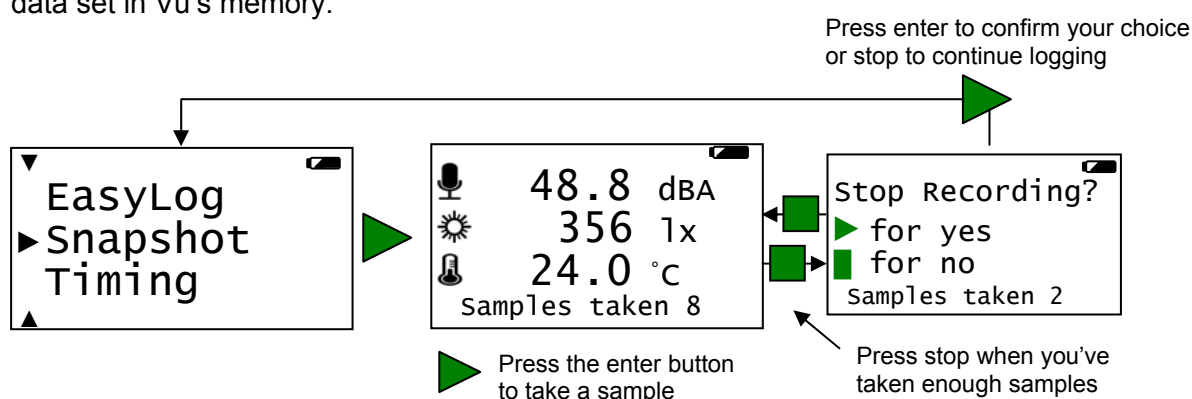 data set in Vu's memory.
Press enter to confirm your choice
or stop to continue logging
EasyLog
Snapshot
Timing
48.8 dBA
356 lx
24.0 °C
Samples taken 8
Stop Recording?
for yes
for no
Samples taken 2
Press the enter button
to take a sample
Press stop when you've
taken enough samples